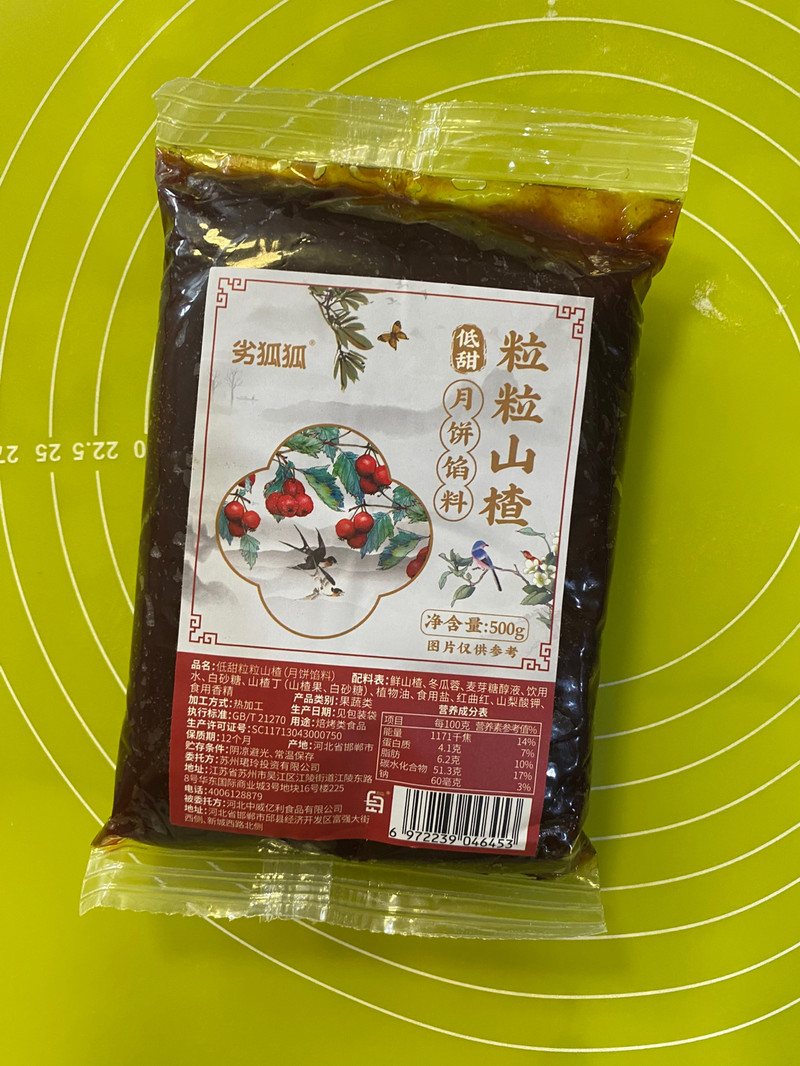 劣狐狐®
低甜
粒粒山楂
月饼馅料
净含量:500g
图片仅供参考
品名:低甜粒粒山楂(月饼馅料)
配料表:鲜山楂、冬瓜蓉、麦芽糖醇液、饮用
水、白砂糖、山楂丁(山楂果、白砂糖)、植物油、食用盐、红曲红、山梨酸钾、
食用香精
加工方式:热加工 产品类别:果蔬类
执行标准:GB/T 21270 生产日期:见包装袋
生产许可证号:SC11713043000750 用途:焙烤类食品
保质期:12个月 产地:河北省邯郸市
贮存条件:阴凉避光、常温保存
委托方:苏州珺玲投资有限公司
地址:江苏省苏州市吴江区江陵街道江陵东路
8号华东国际商业城3号地块16号楼225
电话:4006128879
被委托方:河北中威亿利食品有限公司
地址:河北省邯郸市邱县经济开发区富强大街
西侧,新城西路北侧
营养成分表
项目 每100克 营养素参考值%
能量 1171千焦 14%
蛋白质 4.1克 7%
脂肪 6.2克 10%
碳水化合物 51.3克 17%
钠 60毫克 3%
6 972239 046453
0 22.5 25 27